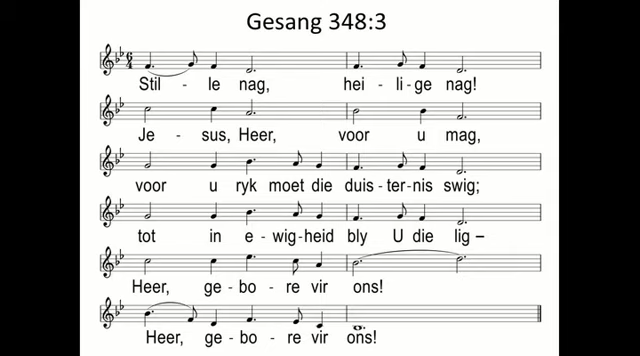 Gesang 348:3
Stil - le nag, hei - li - ge nag!
Je - sus, Heer, voor u mag,
voor u ryk moet die duis - ter - nis swig;
tot in e - wig - heid bly U die lig –
Heer, ge - bo - re vir ons!
Heer, ge - bo - re vir ons!